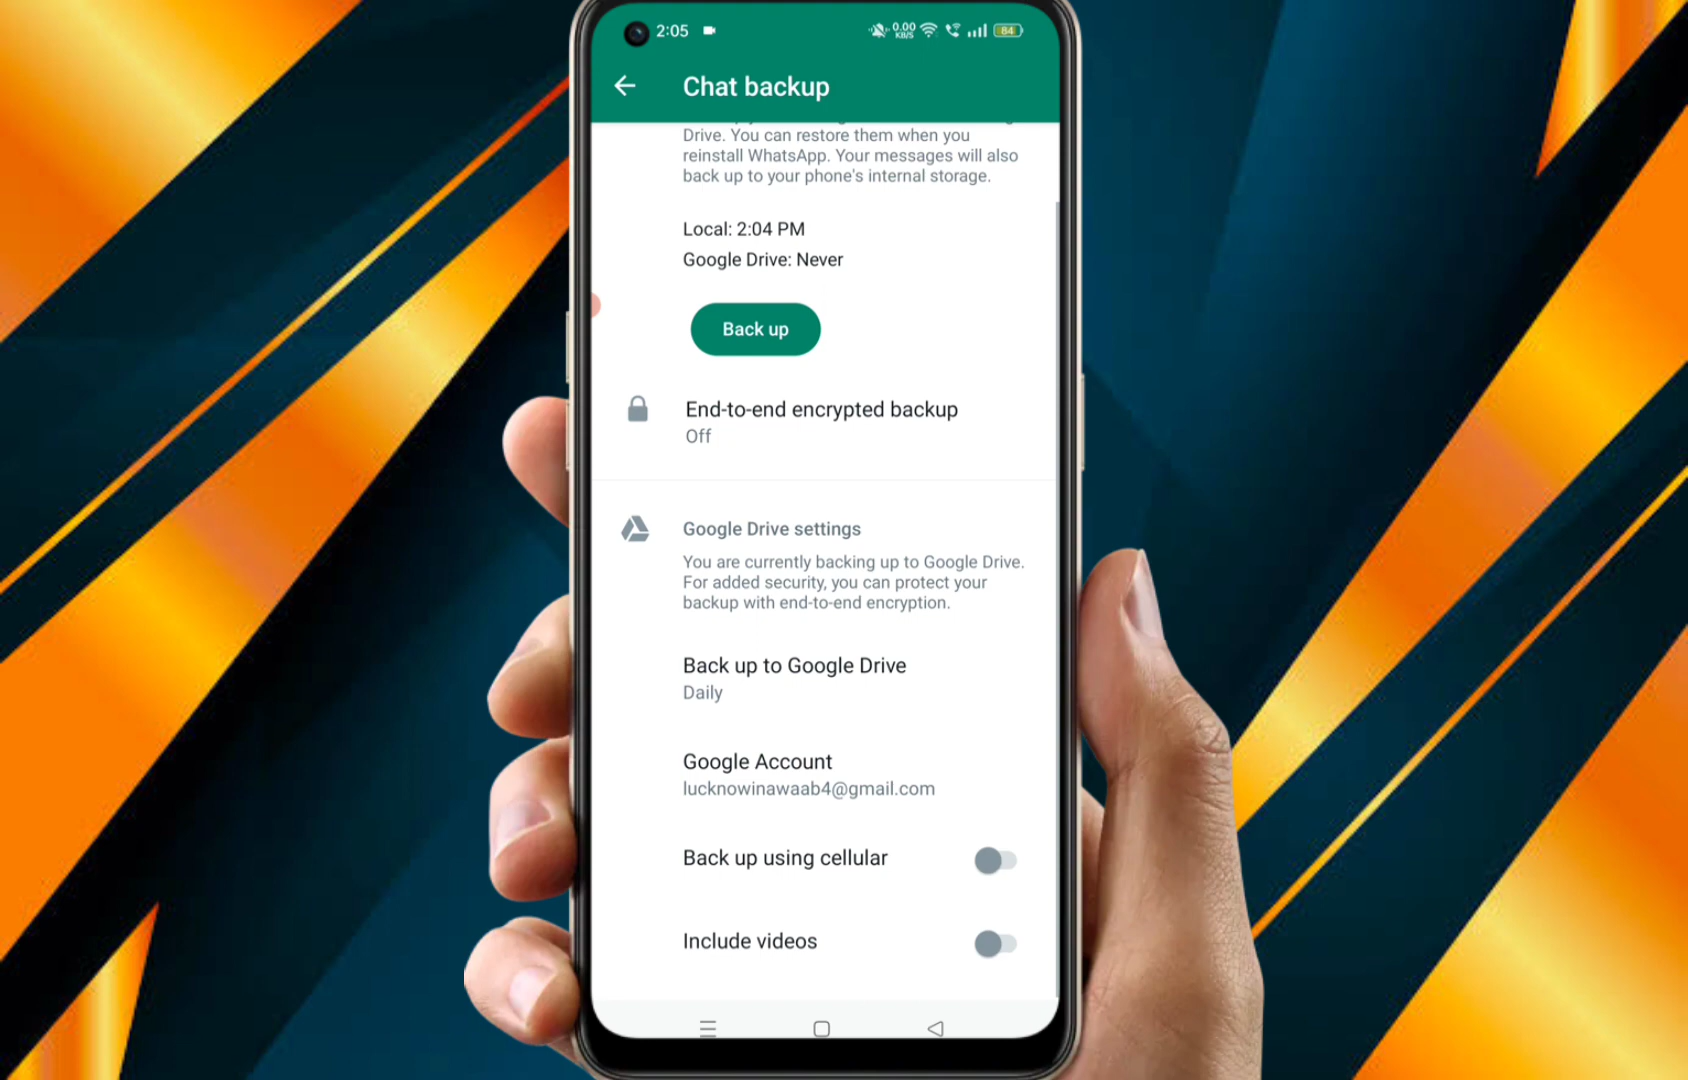 2:05
0.00
KB/S
84
Chat backup
Drive. You can restore them when you
reinstall WhatsApp. Your messages will also
back up to your phone's internal storage.
Local: 2:04 PM
Google Drive: Never
Back up
End-to-end encrypted backup
Off
Google Drive settings
You are currently backing up to Google Drive.
For added security, you can protect your
backup with end-to-end encryption.
Back up to Google Drive
Daily
Google Account
lucknowinawaab4@gmail.com
Back up using cellular
Include videos